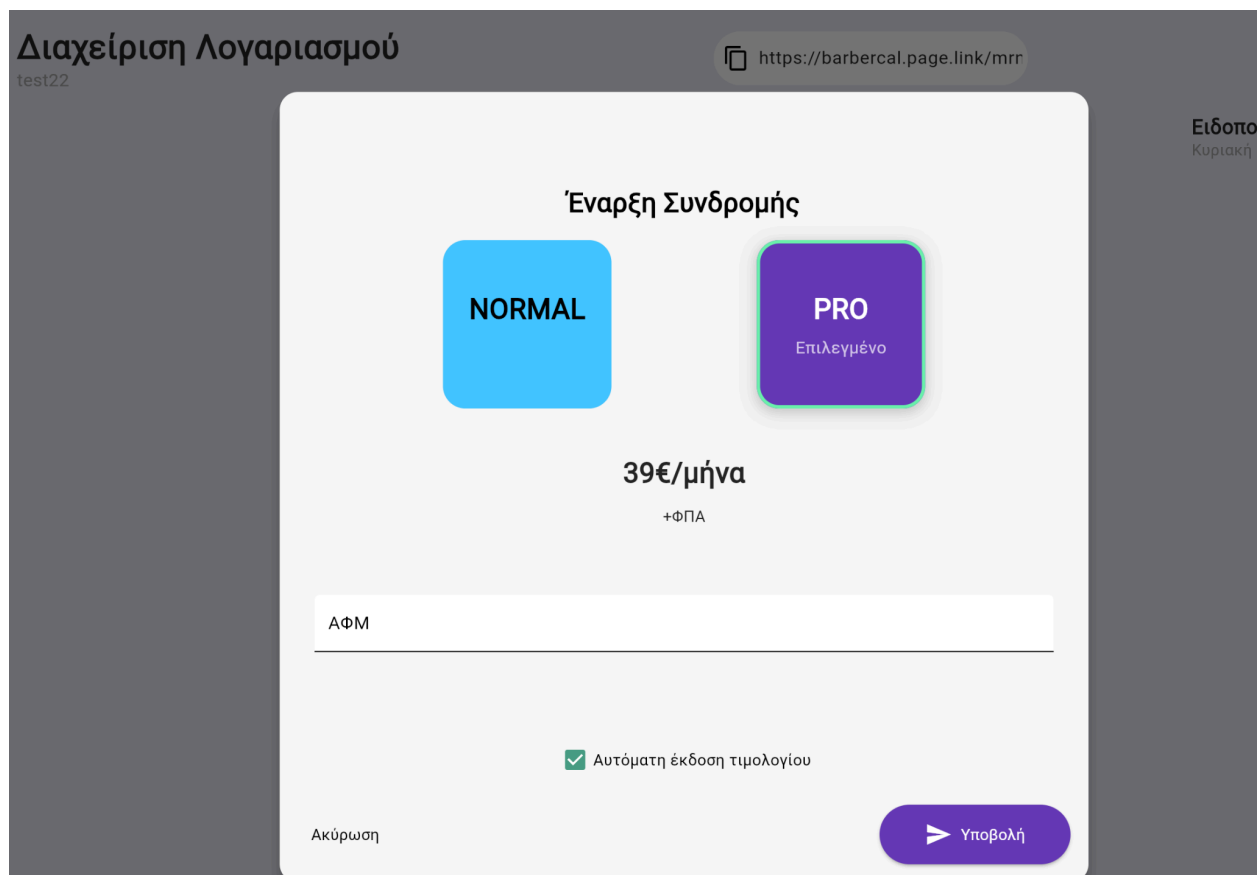 Διαχείριση Λογαριασμού
test22
https://barbercal.page.link/mrr
Ειδοπο
Κυριακή
Έναρξη Συνδρομής
NORMAL
PRO
Επιλεγμένο
39€/μήνα
+ΦΠΑ
ΑΦΜ
Αυτόματη έκδοση τιμολογίου
Ακύρωση
Υποβολή